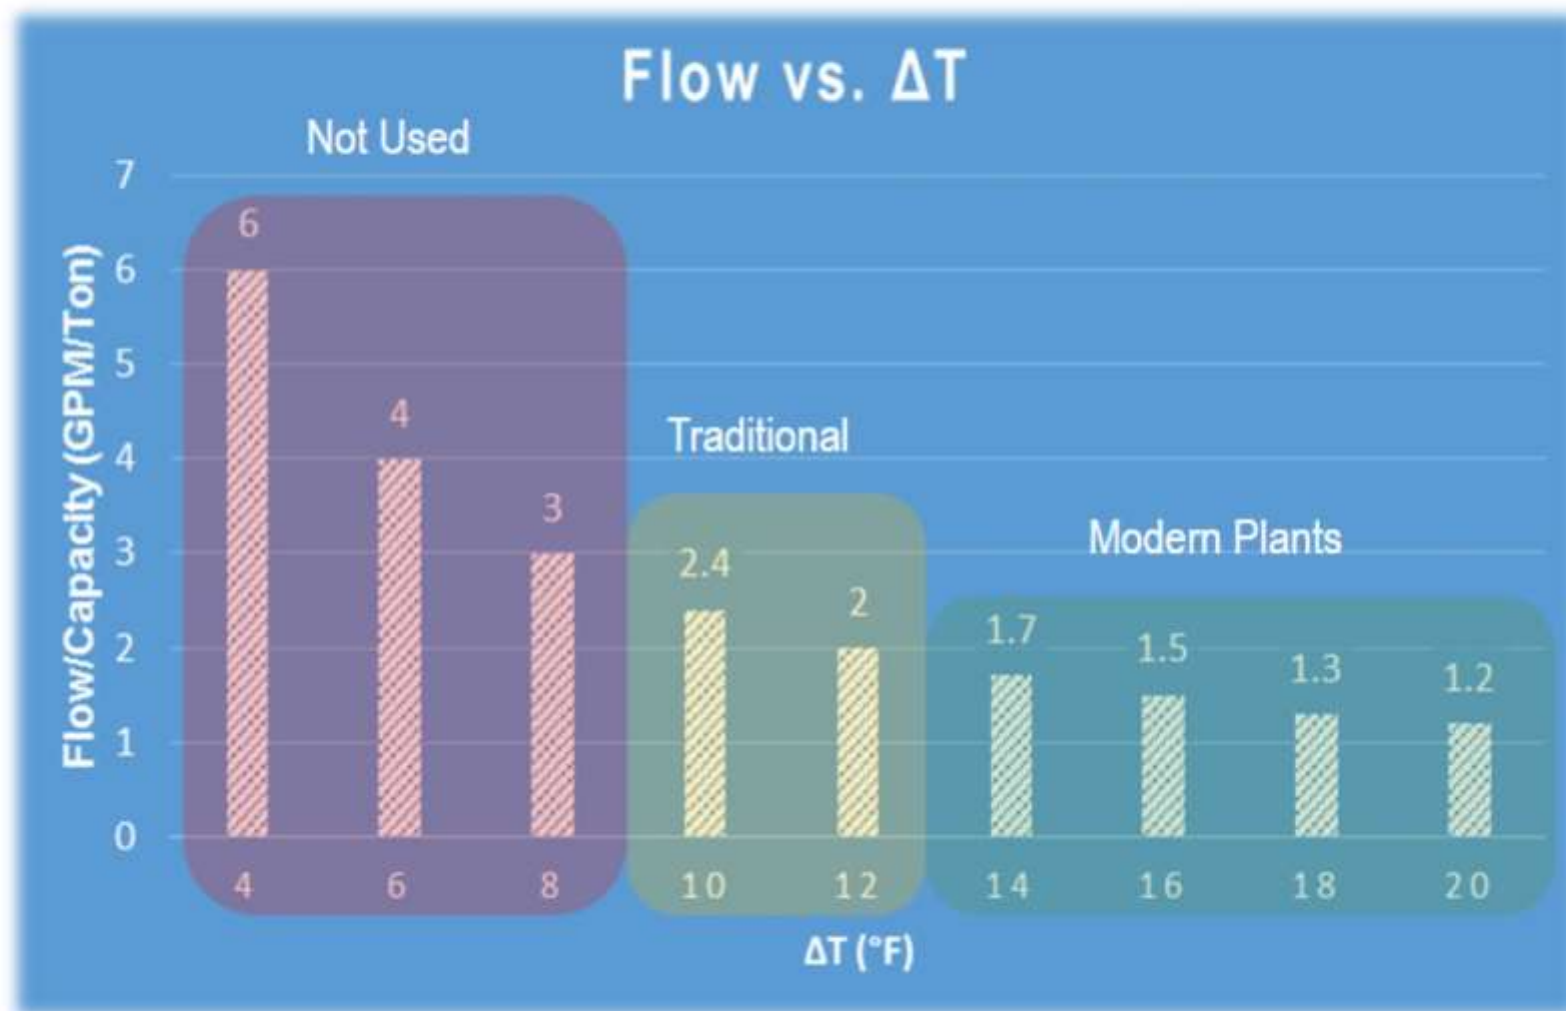 Flow vs. ΔT
Not Used
7
6
5
4
3
2
1
0
Flow/Capacity (GPM/Ton)
6
4
3
Traditional
2.4
2
Modern Plants
1.7
1.5
1.3
1.2
4 6 8 10 12 14 16 18 20
ΔT (°F)